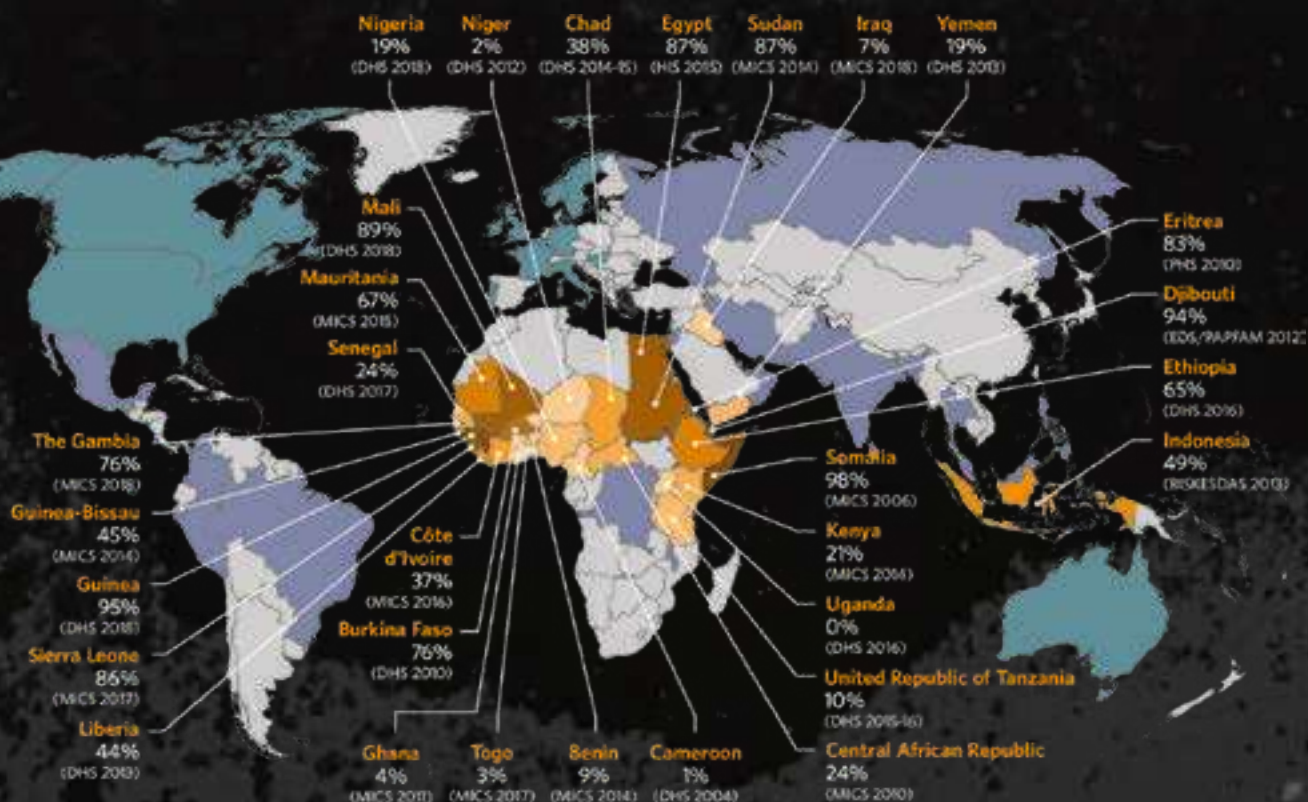 Nigeria
19%
(DHS 2018)
Niger
2%
(DHS 2012)
Chad
38%
(DHS 2014-15)
Egypt
87%
(HIS 2015)
Sudan
87%
(MICS 2014)
Iraq
7%
(MICS 2018)
Yemen
19%
(DHS 2013)
Mali
89%
(DHS 2018)
Mauritania
67%
(MICS 2015)
Senegal
24%
(DHS 2017)
The Gambia
76%
(MICS 2018)
Guinea-Bissau
45%
(MICS 2014)
Guinea
95%
(DHS 2018)
Sierra Leone
86%
(MICS 2017)
Liberia
44%
(DHS 2013)
Côte
d'Ivoire
37%
(MICS 2016)
Burkina Faso
76%
(DHS 2010)
Ghana
4%
(MICS 2011)
Togo
3%
(MICS 2017)
Benin
9%
(MICS 2014)
Cameroon
1%
(DHS 2004)
Eritrea
83%
(PHS 2010)
Djibouti
94%
(EDS/PAPFAM 2012)
Ethiopia
65%
(DHS 2016)
Indonesia
49%
(RISKESDAS 2013)
Somalia
98%
(MICS 2006)
Kenya
21%
(MICS 2014)
Uganda
0%
(DHS 2016)
United Republic of Tanzania
10%
(DHS 2015-16)
Central African Republic
24%
(MICS 2010)